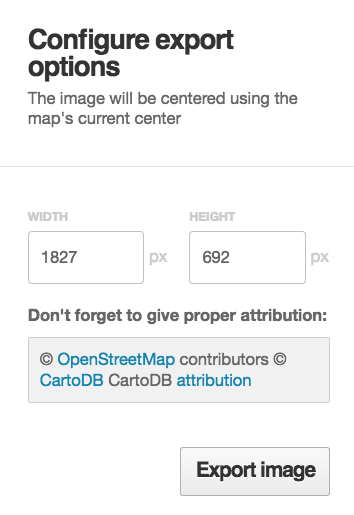 Configure export
options
The image will be centered using the
map's current center
WIDTH HEIGHT
1827 px 692 px
Don't forget to give proper attribution:
© OpenStreetMap contributors ©
CartoDB CartoDB attribution
Export image